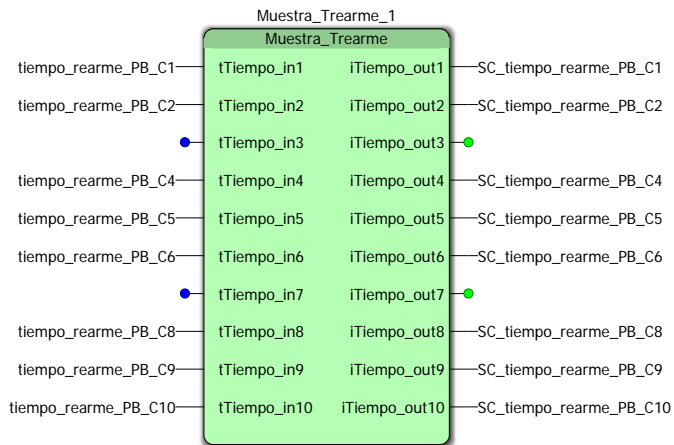 Muestra_Trearme_1
Muestra_Trearme
tiempo_rearme_PB_C1 tTiempo_in1 iTiempo_out1 SC_tiempo_rearme_PB_C1
tiempo_rearme_PB_C2 tTiempo_in2 iTiempo_out2 SC_tiempo_rearme_PB_C2
tTiempo_in3 iTiempo_out3
tiempo_rearme_PB_C4 tTiempo_in4 iTiempo_out4 SC_tiempo_rearme_PB_C4
tiempo_rearme_PB_C5 tTiempo_in5 iTiempo_out5 SC_tiempo_rearme_PB_C5
tiempo_rearme_PB_C6 tTiempo_in6 iTiempo_out6 SC_tiempo_rearme_PB_C6
tTiempo_in7 iTiempo_out7
tiempo_rearme_PB_C8 tTiempo_in8 iTiempo_out8 SC_tiempo_rearme_PB_C8
tiempo_rearme_PB_C9 tTiempo_in9 iTiempo_out9 SC_tiempo_rearme_PB_C9
tiempo_rearme_PB_C10 tTiempo_in10 iTiempo_out10 SC_tiempo_rearme_PB_C10